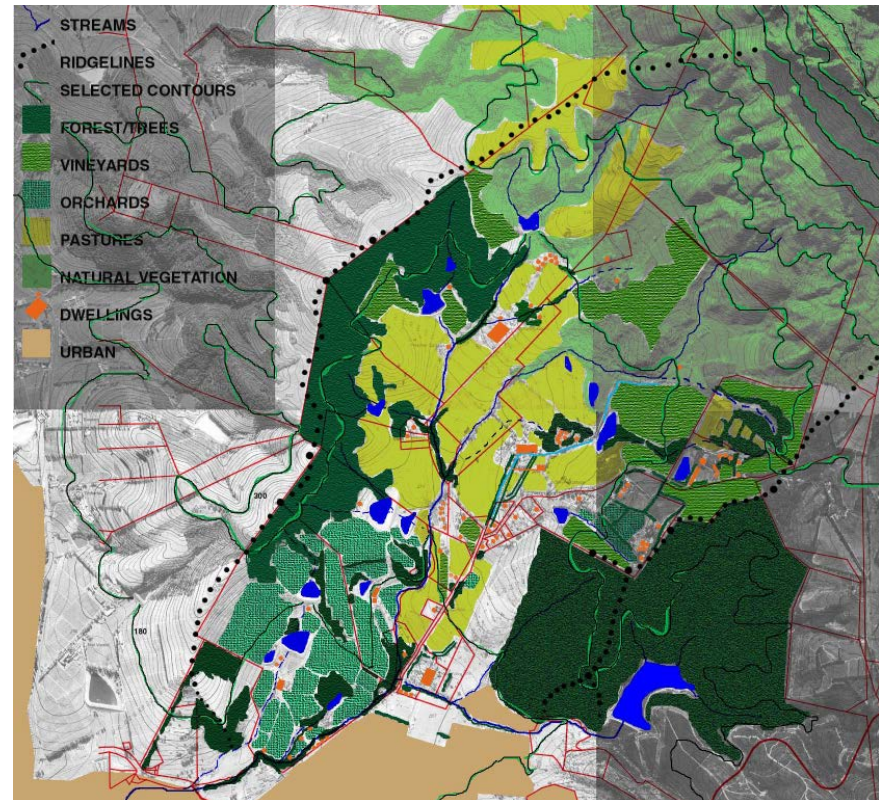 STREAMS
RIDGELINES
SELECTED CONTOURS
FOREST/TREES
VINEYARDS
ORCHARDS
PASTURES
NATURAL VEGETATION
DWELLINGS
URBAN
200
180